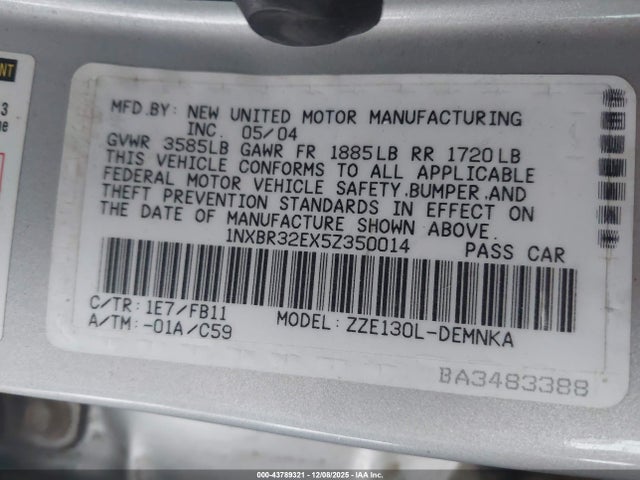 NT
3
ne
MFD.BY: NEW UNITED MOTOR MANUFACTURING
INC. 05/04
GVWR 3585LB GAWR FR 1885LB RR 1720LB
THIS VEHICLE CONFORMS TO ALL APPLICABLE
FEDERAL MOTOR VEHICLE SAFETY,BUMPER,AND
THEFT PREVENTION STANDARDS IN EFFECT ON
THE DATE OF MANUFACTURE SHOWN ABOVE.
1NXBR32EX5Z350014 PASS CAR
C/TR: 1E7/FB11
A/TM: -01A/C59 MODEL: ZZE130L-DEMNKA
BA3483388
000-43789321 - 12/08/2025 - IAA Inc.